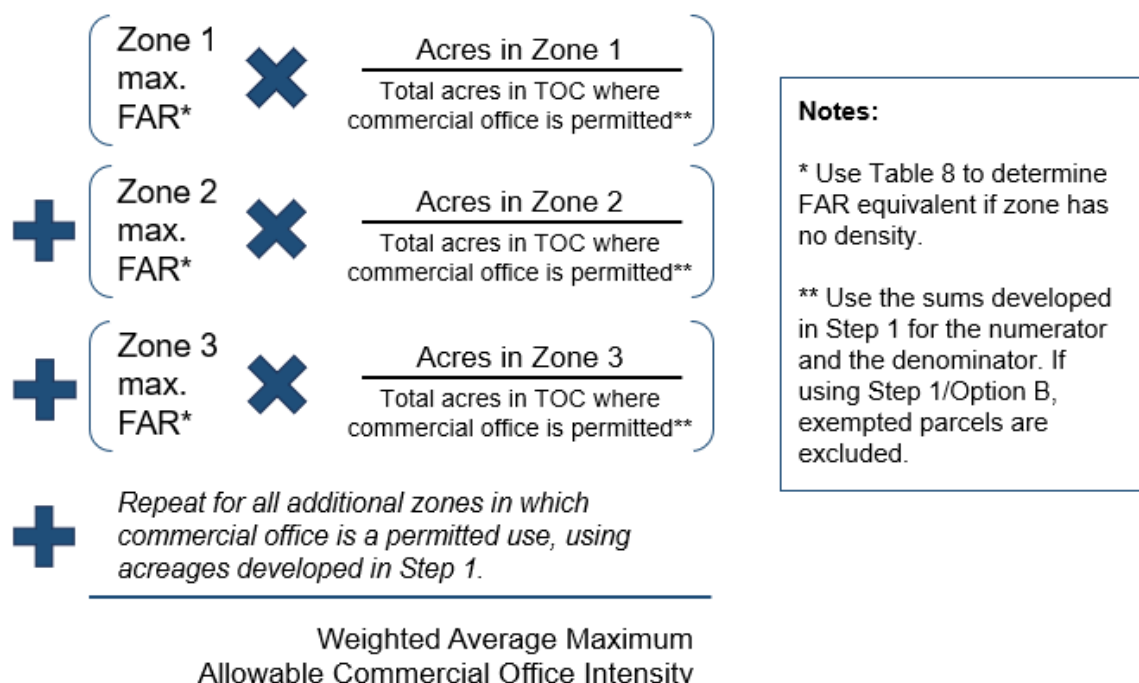 Zone 1
max.
FAR*
Acres in Zone 1
Total acres in TOC where
commercial office is permitted**
Zone 2
max.
FAR*
Acres in Zone 2
Total acres in TOC where
commercial office is permitted**
Zone 3
max.
FAR*
Acres in Zone 3
Total acres in TOC where
commercial office is permitted**
Repeat for all additional zones in which
commercial office is a permitted use, using
acreages developed in Step 1.
Weighted Average Maximum
Allowable Commercial Office Intensity
Notes:
* Use Table 8 to determine
FAR equivalent if zone has
no density.
** Use the sums developed
in Step 1 for the numerator
and the denominator. If
using Step 1/Option B,
exempted parcels are
excluded.